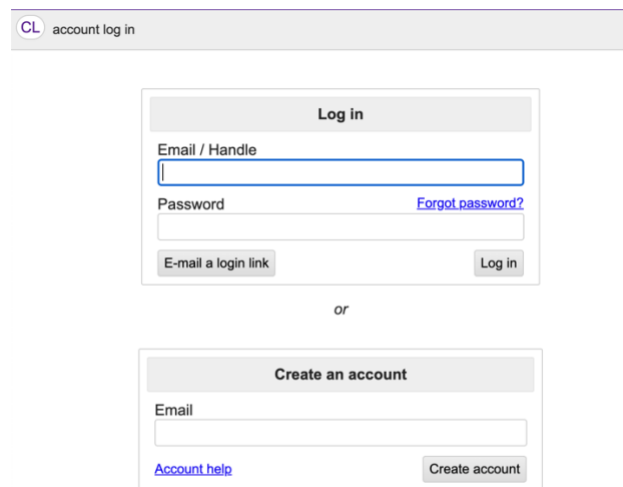 CL account log in
Log in
Email / Handle
Password Forgot password?
E-mail a login link Log in
or
Create an account
Email
Account help Create account